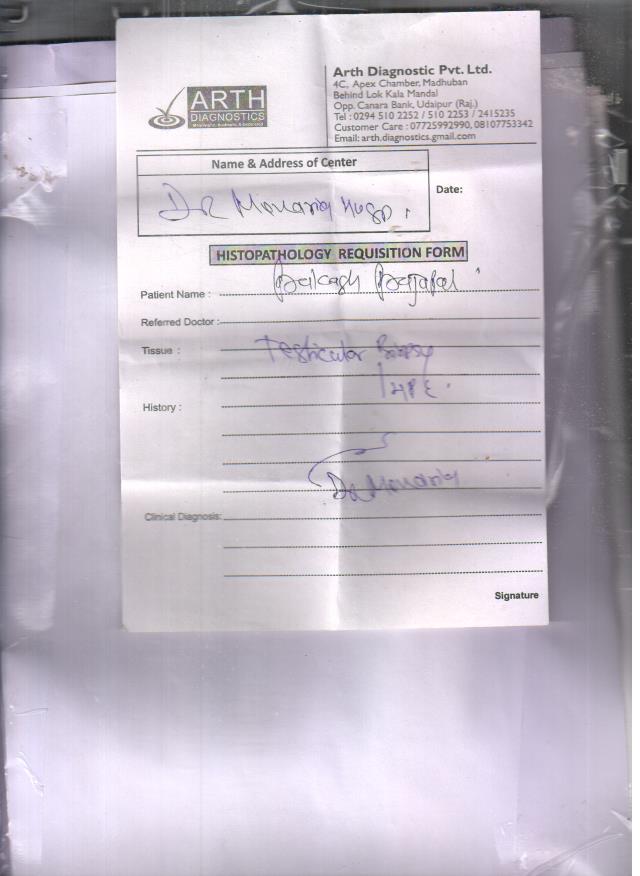 ARTH
DIAGNOSTICS
Arth Diagnostic Pvt. Ltd.
4C, Apex Chamber, Madhuban
Behind Lok Kala Mandal
Opp. Canara Bank, Udaipur (Raj.)
Tel : 0294 510 2252 / 510 2253 / 2415235
Customer Care : 07725992990, 08107753342
Email: arth.diagnostics.gmail.com
Name & Address of Center
Date:
HISTOPATHOLOGY REQUISITION FORM
Patient Name :
Referred Doctor :
Tissue : Testicular Biopsy
HPE.
History :
Clinical Diagnosis:
Signature